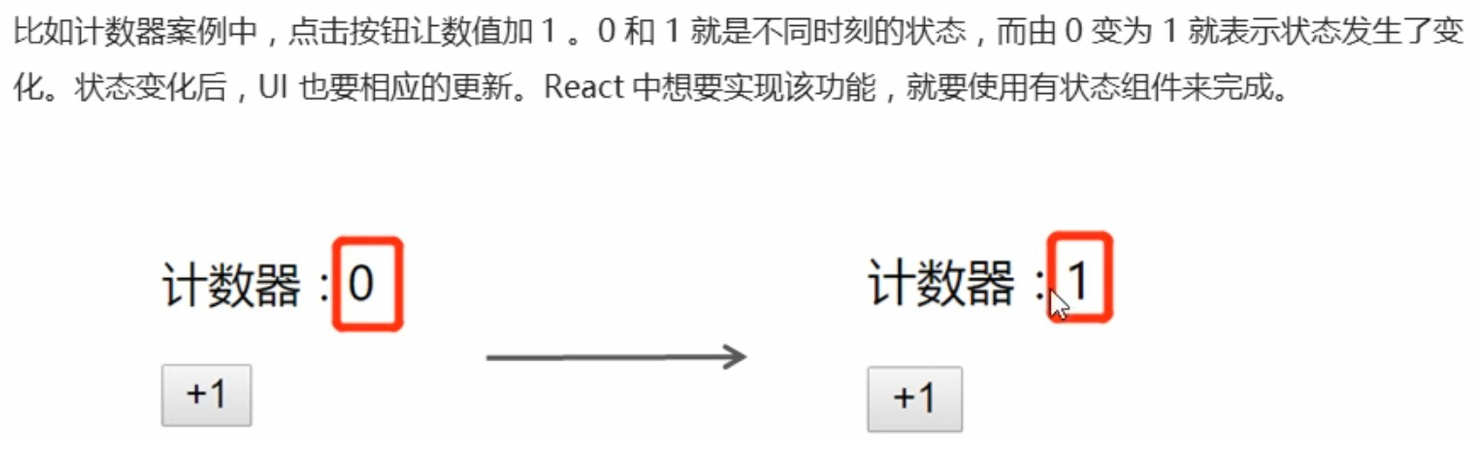 比如计数器案例中，点击按钮让数值加 1 。0 和 1 就是不同时刻的状态，而由 0 变为 1 就表示状态发生了变
化。状态变化后，UI 也要相应的更新。React 中想要实现该功能，就要使用有状态组件来完成。
计数器：0
计数器：1
+1
+1